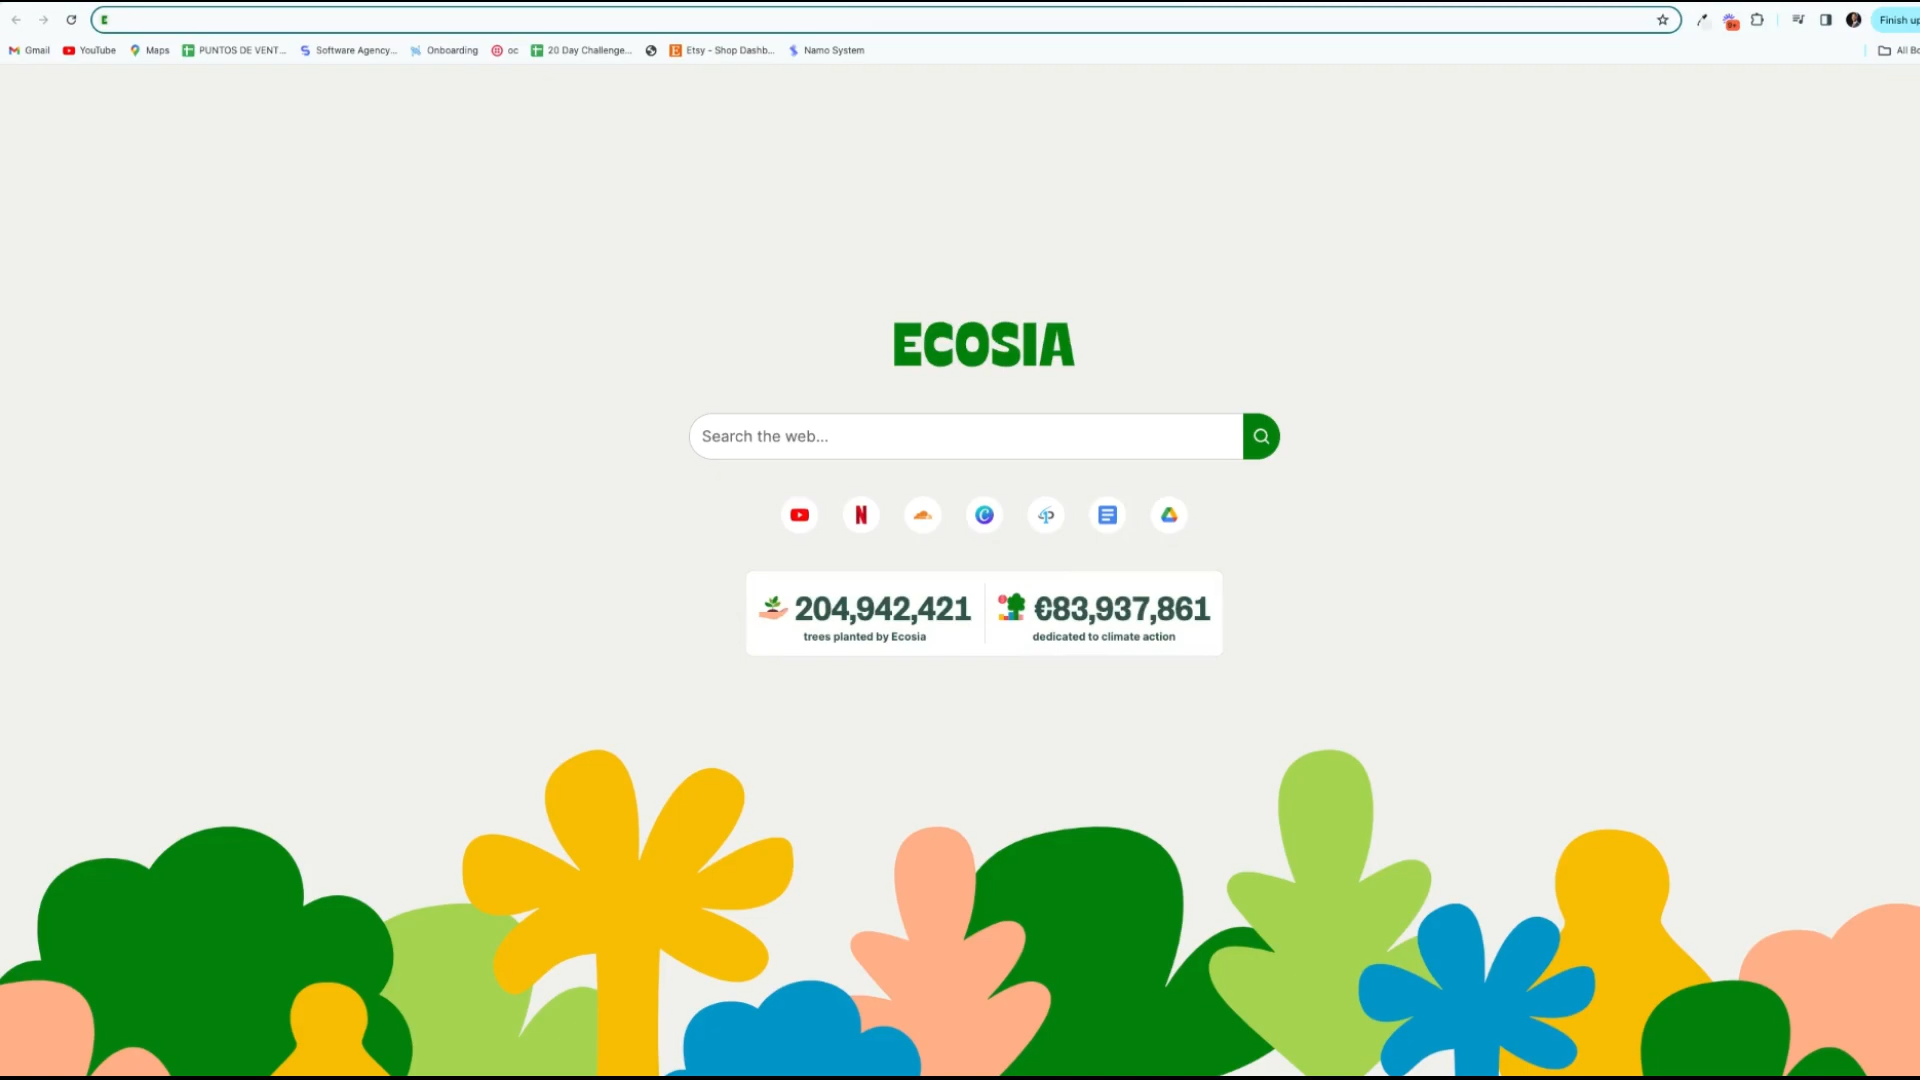 Finish up
Gmail YouTube Maps PUNTOS DE VENT... Software Agency... Onboarding oc 20 Day Challenge... Etsy - Shop Dashb... Namo System All Bo
ECOSIA
Search the web...
204,942,421 €83,937,861
trees planted by Ecosia dedicated to climate action